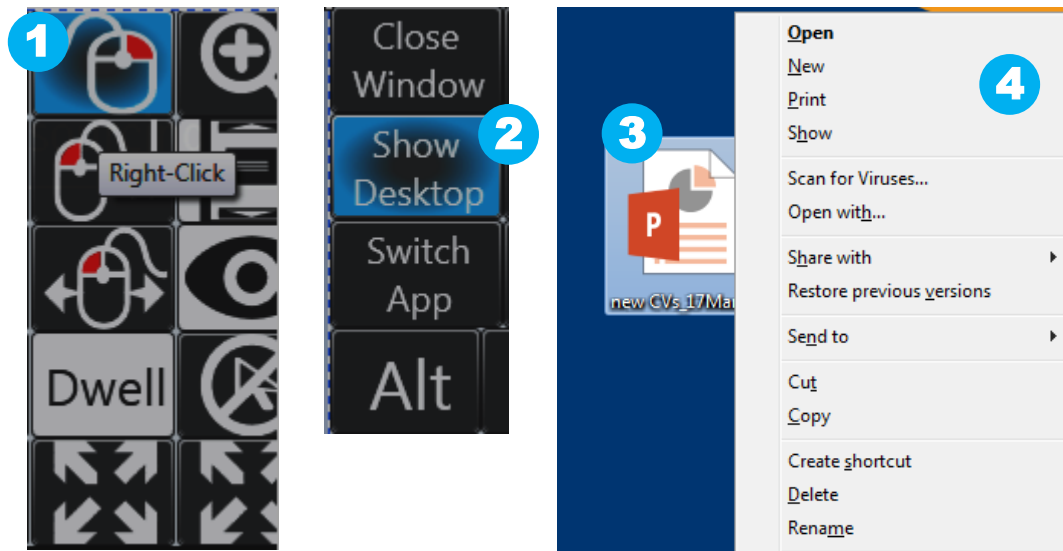 1
Right-Click
Dwell
Close
Window
2
Show
Desktop
Switch
App
Alt
3
P
new CVs_17Mar
4
Open
New
Print
Show
Scan for Viruses...
Open with...
Share with
Restore previous versions
Send to
Cut
Copy
Create shortcut
Delete
Rename